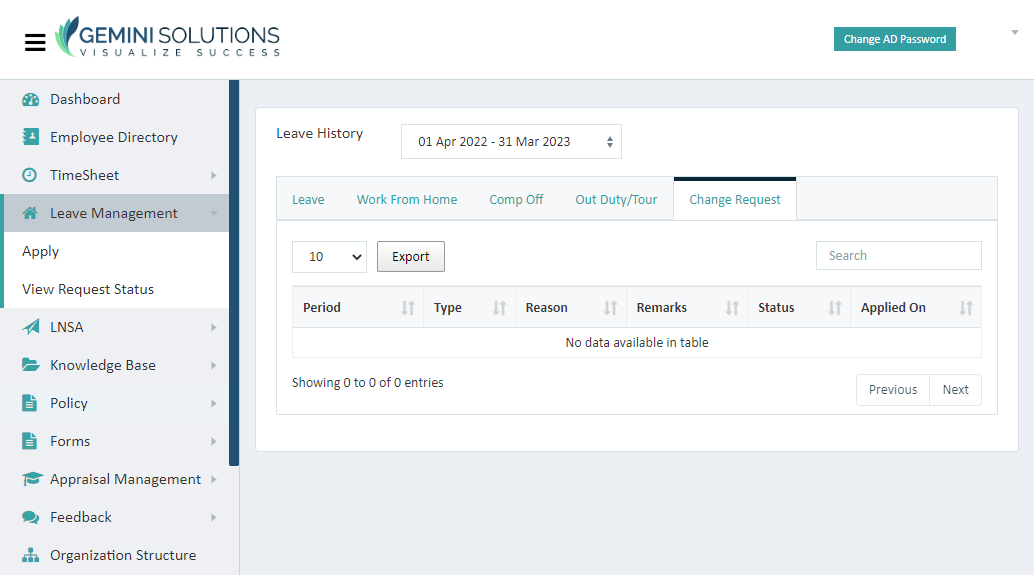 GEMINI SOLUTIONS
VISUALIZE SUCCESS
Change AD Password
Dashboard
Employee Directory
TimeSheet
Leave Management
Apply
View Request Status
LNSA
Knowledge Base
Policy
Forms
Appraisal Management
Feedback
Organization Structure
Leave History
01 Apr 2022 - 31 Mar 2023
Leave Work From Home Comp Off Out Duty/Tour Change Request
10 Export Search
Period Type Reason Remarks Status Applied On
No data available in table
Showing 0 to 0 of 0 entries
Previous Next